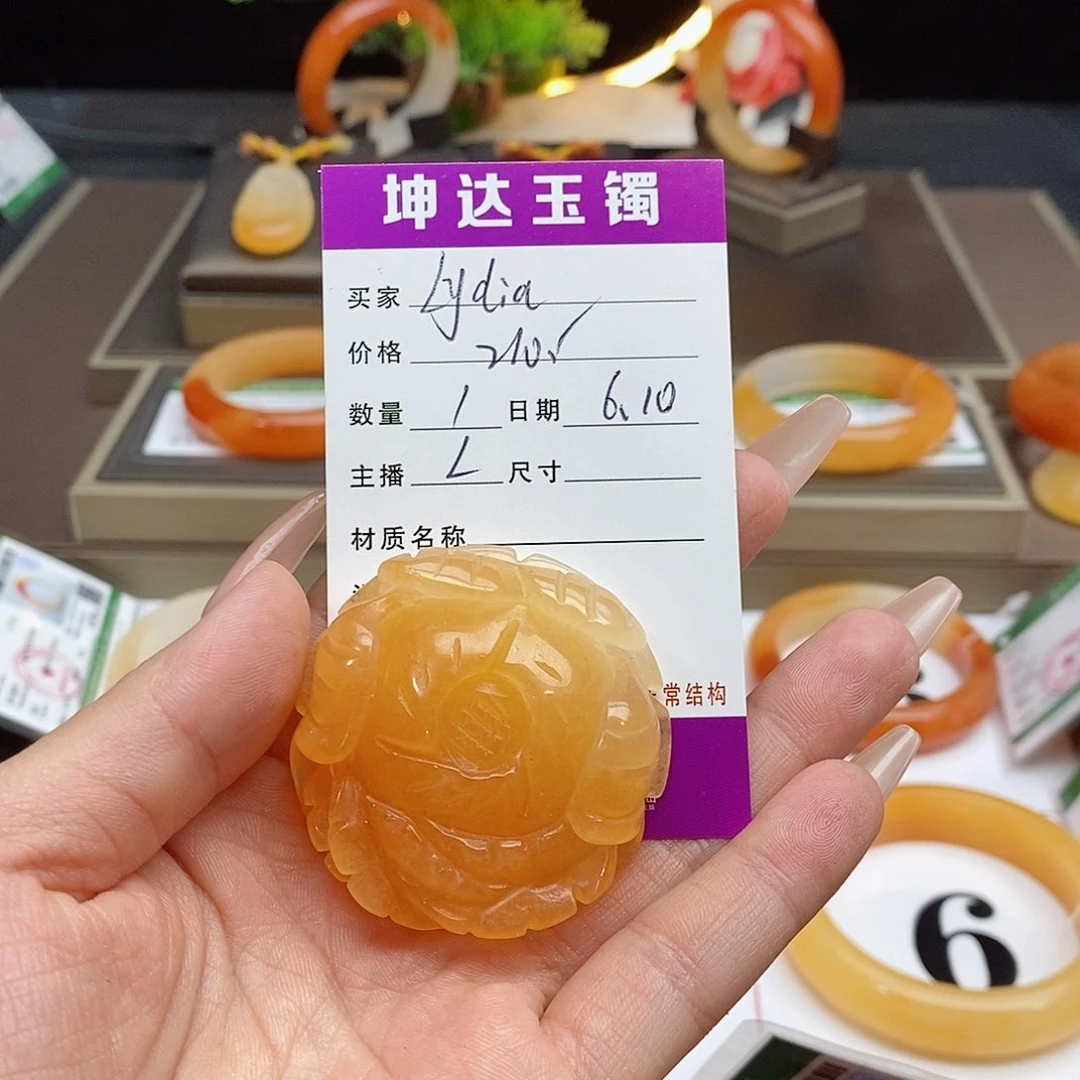 坤达玉镯
买家 Lydia
价格
数量 1 日期 6.10
主播 L 尺寸
材质名称
常结构
6